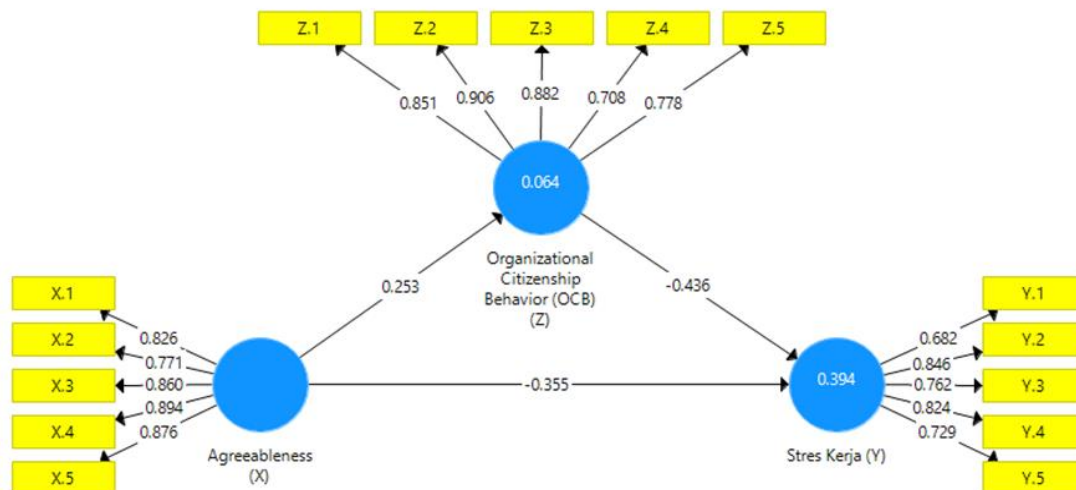 Z.1
Z.2
Z.3
Z.4
Z.5
0.851
0.906
0.882
0.708
0.778
0.064
Organizational
Citizenship
Behavior (OCB)
(Z)
0.253
-0.436
X.1
X.2
X.3
X.4
X.5
0.826
0.771
0.860
0.894
0.876
Agreeableness
(X)
-0.355
0.394
Stres Kerja (Y)
0.682
0.846
0.762
0.824
0.729
Y.1
Y.2
Y.3
Y.4
Y.5